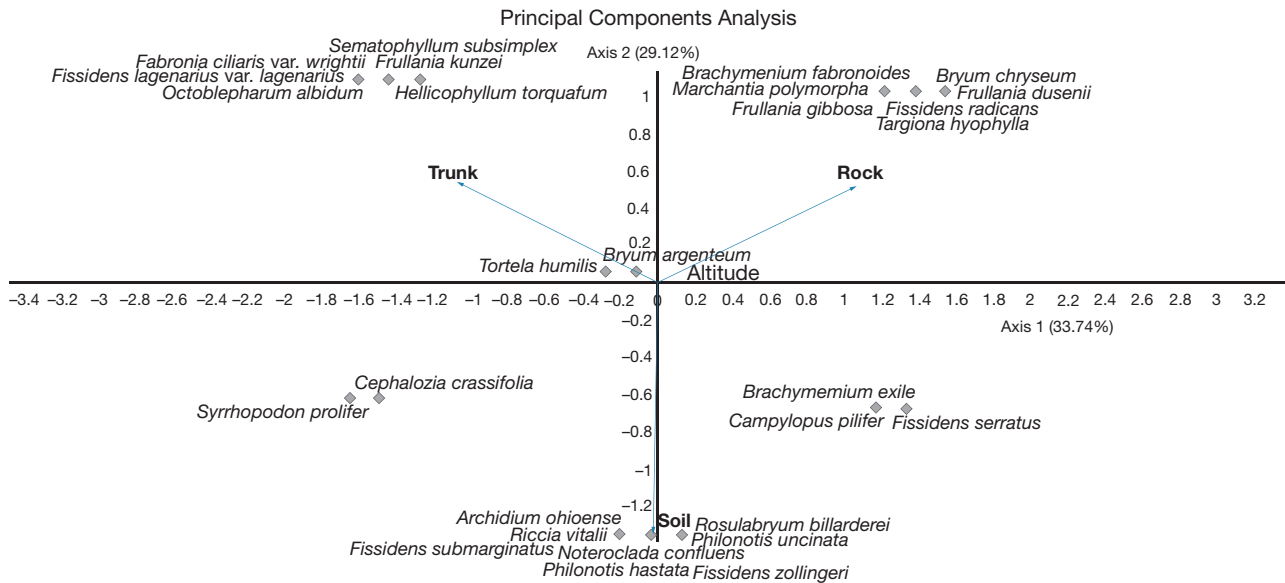 Principal Components Analysis
Axis 2 (29.12%)
Sematophyllum subsimplex
Fabronia ciliaris var. wrightii Frullania kunzei
Fissidens lagenarius var. lagenarius
Octoblepharum albidum Hellicophyllum torquafum
Brachymenium fabronoides Bryum chryseum
Marchantia polymorpha Frullania dusenii
Frullania gibbosa Fissidens radicans
Targiona hyophylla
1
0.8
0.6
0.4
0.2
Trunk
Rock
Tortela humilis Bryum argenteum
Altitude
−3.4 −3.2 −3 −2.8 −2.6 −2.4 −2.2 −2 −1.8 −1.6 −1.4 −1.2 −1 −0.8 −0.6 −0.4 −0.2 0 0.2 0.4 0.6 0.8 1 1.2 1.4 1.6 1.8 2 2.2 2.4 2.6 2.8 3 3.2
Axis 1 (33.74%)
−0.2
−0.4
−0.6
−0.8
−1
−1.2
Cephalozia crassifolia
Syrrhopodon prolifer
Brachymemium exile
Campylopus pilifer Fissidens serratus
Archidium ohioense Soil Rosulabryum billarderei
Riccia vitalii Philonotis uncinata
Fissidens submarginatus Noteroclada confluens
Philonotis hastata Fissidens zollingeri